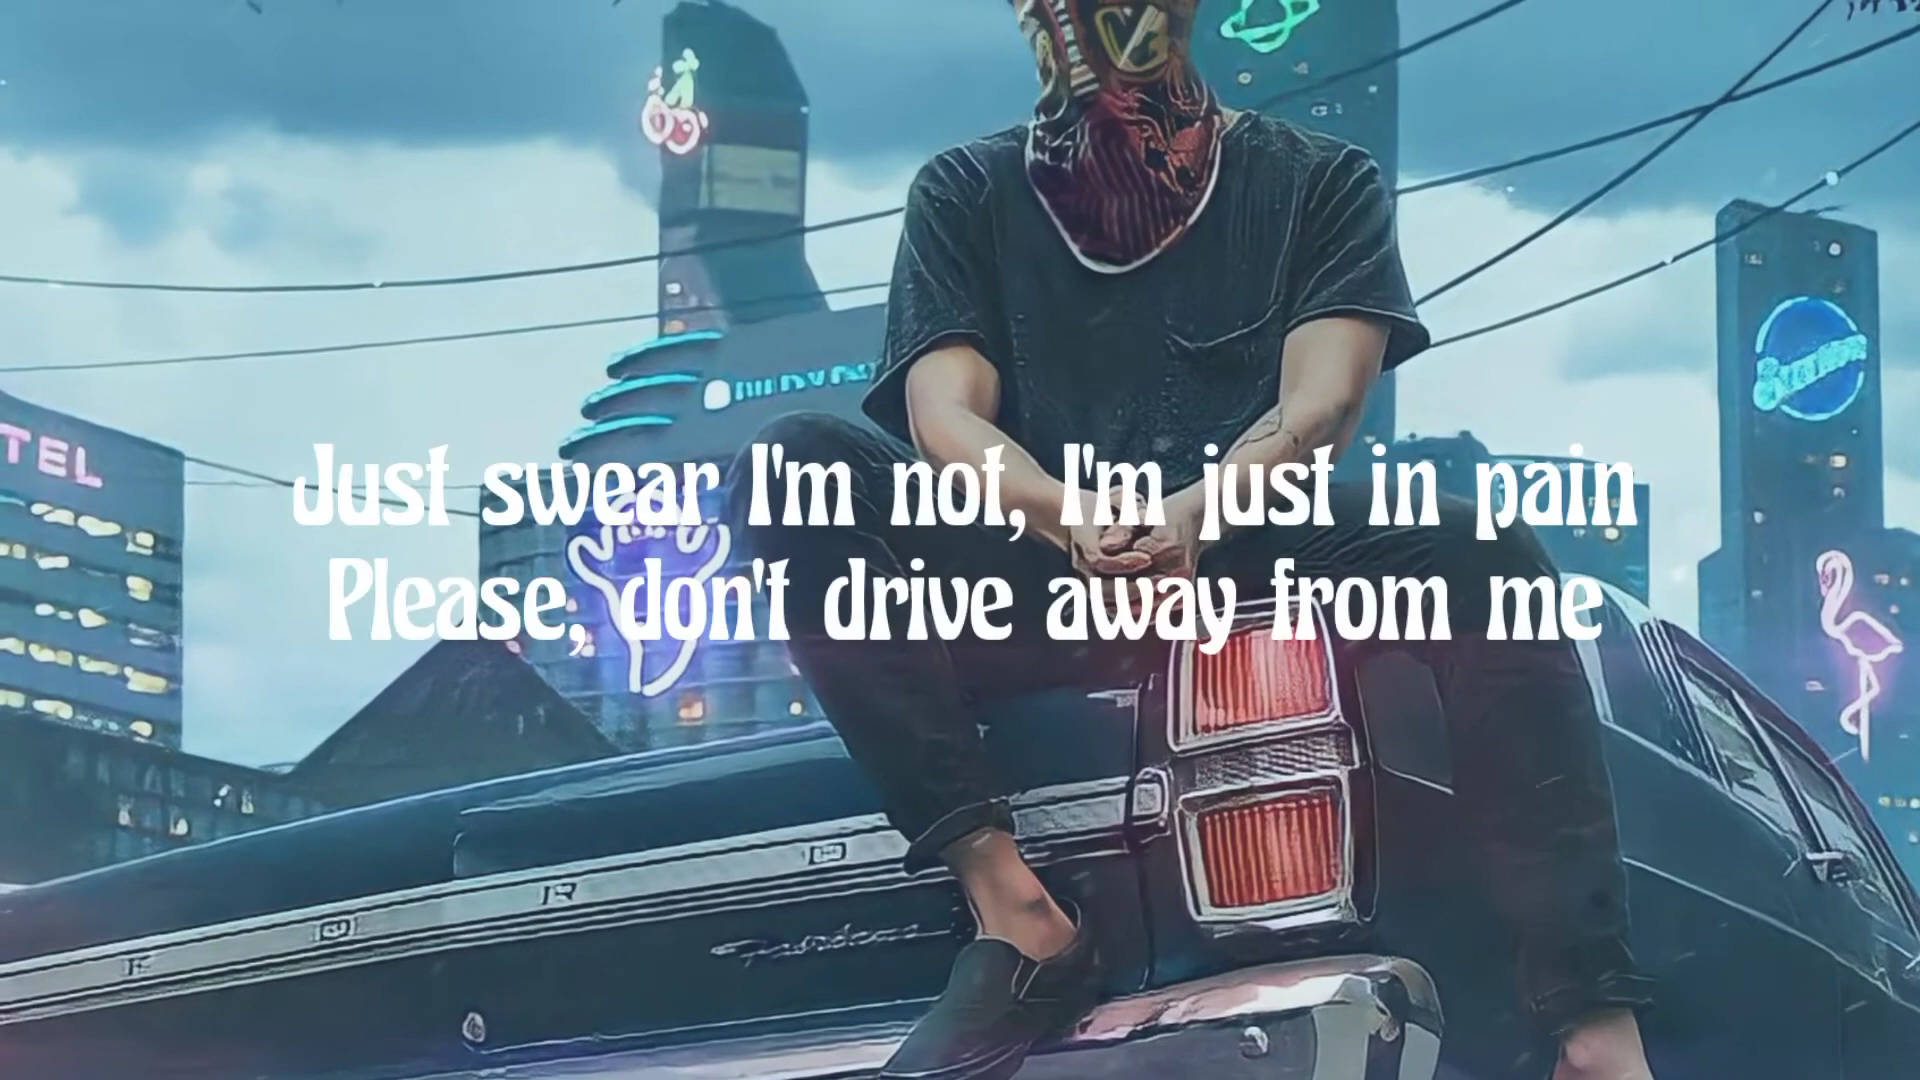 TEL
Just swear I'm not, I'm just in pain
Please, don't drive away from me